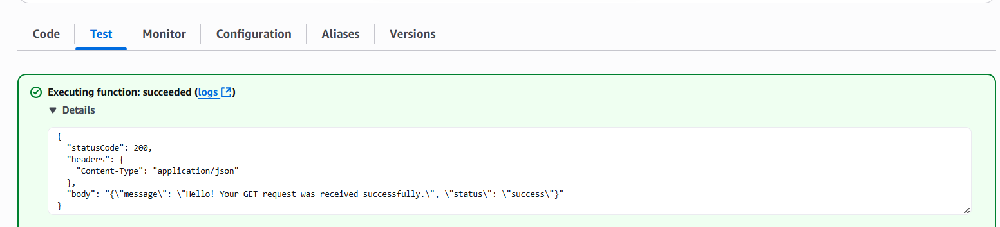 Code Test Monitor Configuration Aliases Versions
Executing function: succeeded (logs)
Details
{
"statusCode": 200,
"headers": {
"Content-Type": "application/json"
},
"body": "{\"message\": \"Hello! Your GET request was received successfully.\", \"status\": \"success\"}"
}